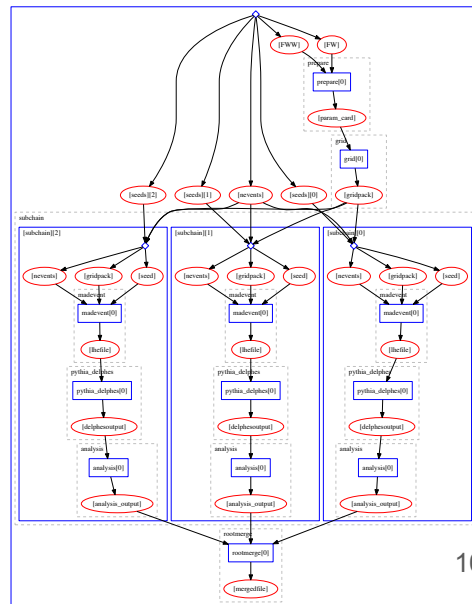 [FWW]
[FW]
prepare
prepare[0]
[param_card]
grid
grid[0]
[seeds][2]
[seeds][1]
[nevents]
[seeds][0]
[gridpack]
subchain
[subchain][2]
[subchain][1]
[subchain][0]
[nevents]
[gridpack]
[seed]
[nevents]
[gridpack]
[seed]
[nevents]
[gridpack]
[seed]
madevent
madevent
madevent
madevent[0]
madevent[0]
madevent[0]
[lhefile]
[lhefile]
[lhefile]
pythia_delphes
pythia_delphes
pythia_delphes
pythia_delphes[0]
pythia_delphes[0]
pythia_delphes[0]
[delphesoutput]
[delphesoutput]
[delphesoutput]
analysis
analysis
analysis
analysis[0]
analysis[0]
analysis[0]
[analysis_output]
[analysis_output]
[analysis_output]
rootmerge
rootmerge[0]
[mergedfile]